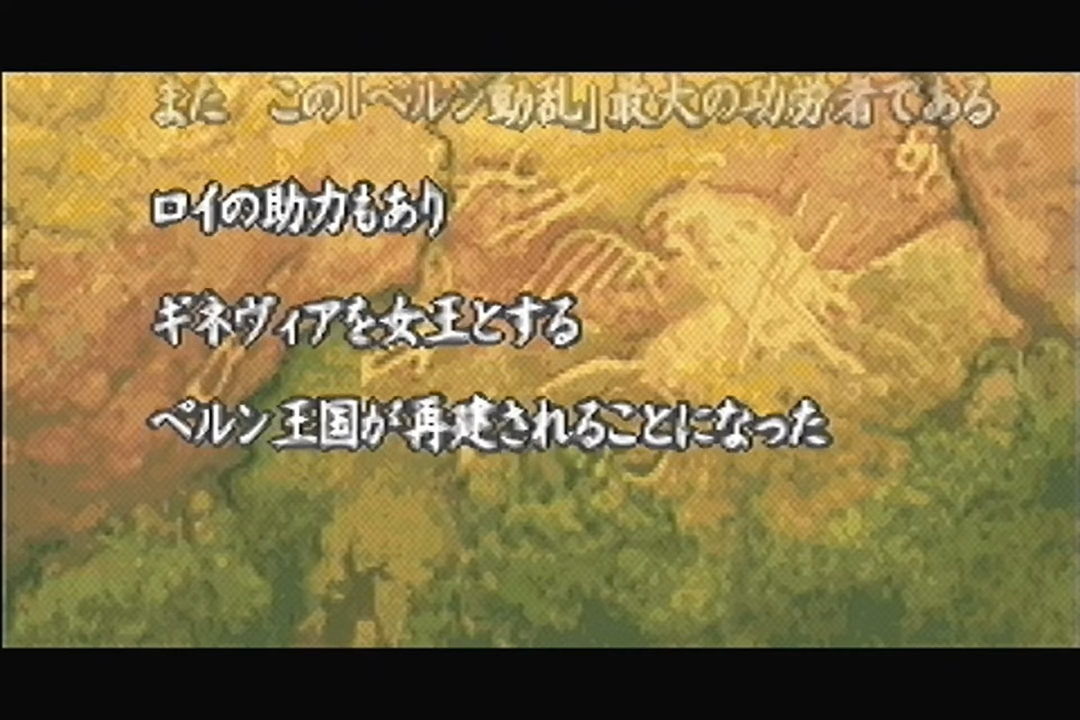 また この「ベルン動乱」最大の功労者である
ロイの助力もあり
ギネヴィアを女王とする
ベルン王国が再建されることになった